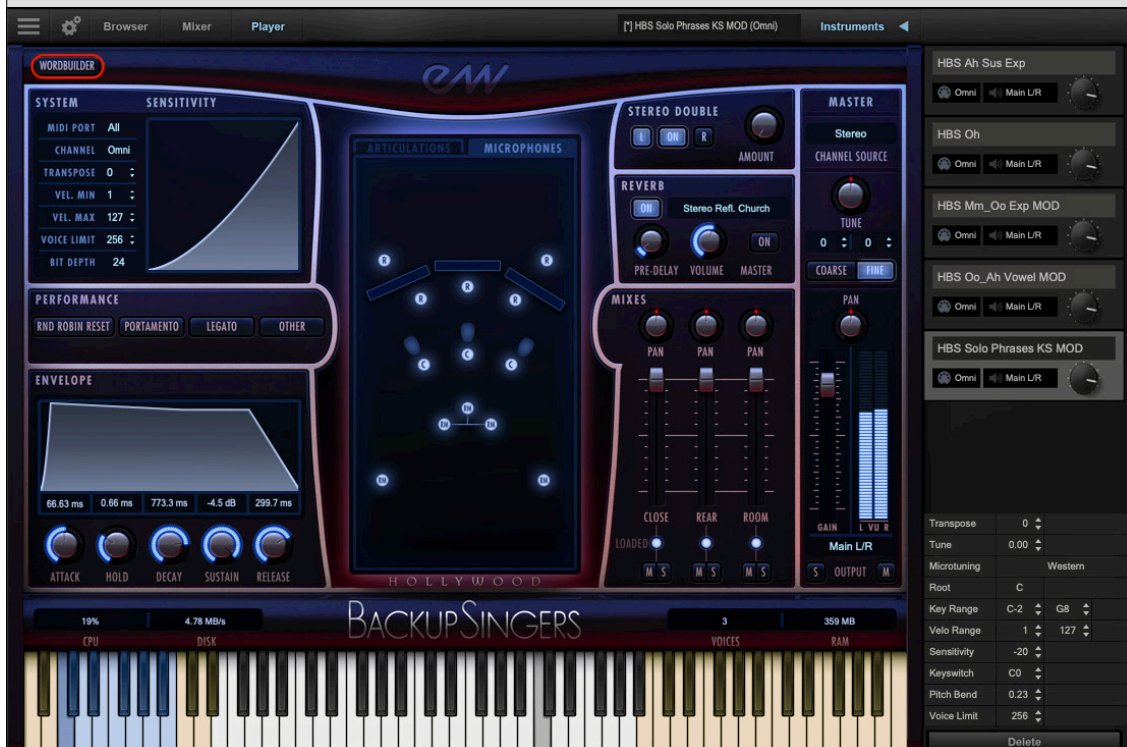 Browser Mixer Player [*] HBS Solo Phrases KS MOD (Omni) Instruments
WORDBUILDER
SYSTEM SENSITIVITY
MIDI PORT All
CHANNEL Omni
TRANSPOSE 0
VEL. MIN 1
VEL. MAX 127
VOICE LIMIT 256
BIT DEPTH 24
PERFORMANCE
RND ROBIN RESET PORTAMENTO LEGATO OTHER
ENVELOPE
66.63 ms 0.66 ms 773.3 ms -4.5 dB 299.7 ms
ATTACK HOLD DECAY SUSTAIN RELEASE
EW
ARTICULATIONS MICROPHONES
R R
R R R
C C C
RM
RM RM
RM RM
HOLLYWOOD
BACKUPSINGERS
STEREO DOUBLE
L ON R
AMOUNT
REVERB
ON Stereo Refl. Church
ON
PRE-DELAY VOLUME MASTER
MIXES
PAN PAN PAN
CLOSE REAR ROOM
LOADED
M S M S M S
MASTER
Stereo
CHANNEL SOURCE
TUNE
0 0
COARSE FINE
PAN
GAIN L VU R
Main L/R
S OUTPUT M
19% 4.78 MB/s
CPU DISK
3 359 MB
VOICES RAM
HBS Ah Sus Exp
Omni Main L/R
HBS Oh
Omni Main L/R
HBS Mm_Oo Exp MOD
Omni Main L/R
HBS Oo_Ah Vowel MOD
Omni Main L/R
HBS Solo Phrases KS MOD
Omni Main L/R
Transpose 0
Tune 0.00
Microtuning Western
Root C
Key Range C-2 G8
Velo Range 1 127
Sensitivity -20
Keyswitch C0
Pitch Bend 0.23
Voice Limit 256
Delete